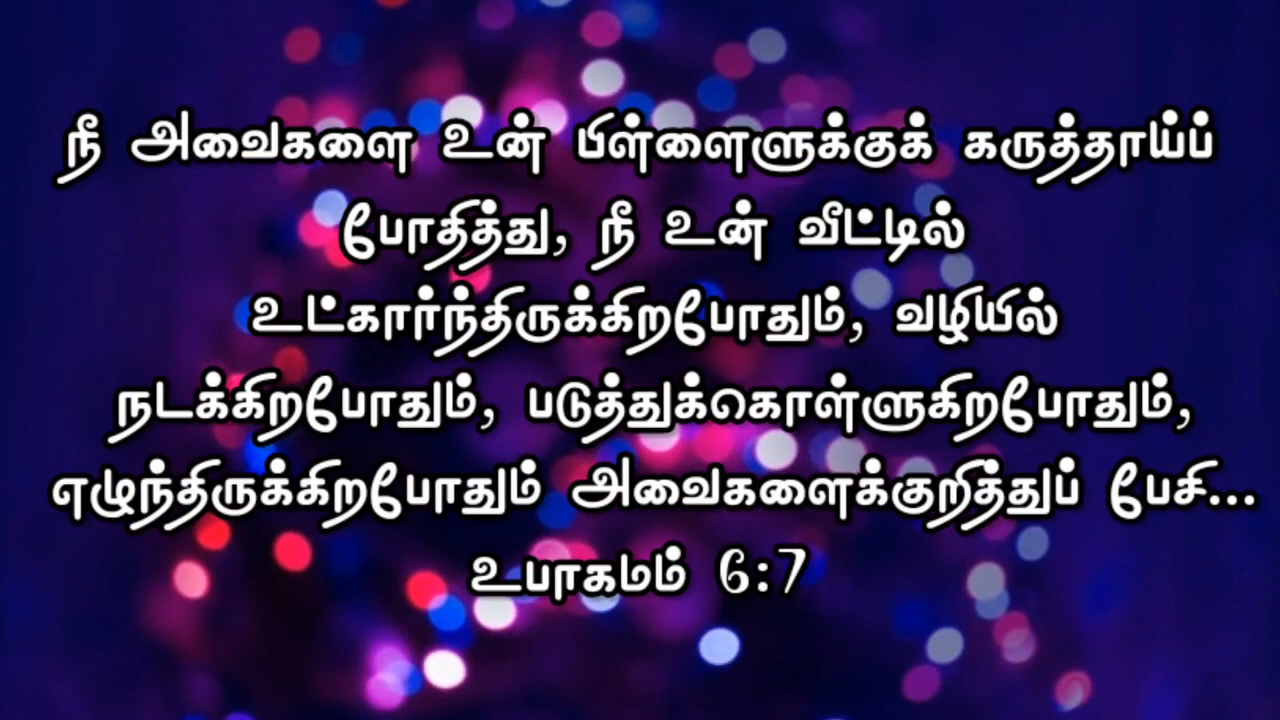 நீ அவைகளை உன் பிள்ளைளுக்குக் கருத்தாய்ப்
போதித்து, நீ உன் வீட்டில்
உட்கார்ந்திருக்கிறபோதும், வழியில்
நடக்கிறபோதும், படுத்துக்கொள்ளுகிறபோதும்,
எழுந்திருக்கிறபோதும் அவைகளைக்குறித்துப் பேசி...
உபாகமம் 6:7